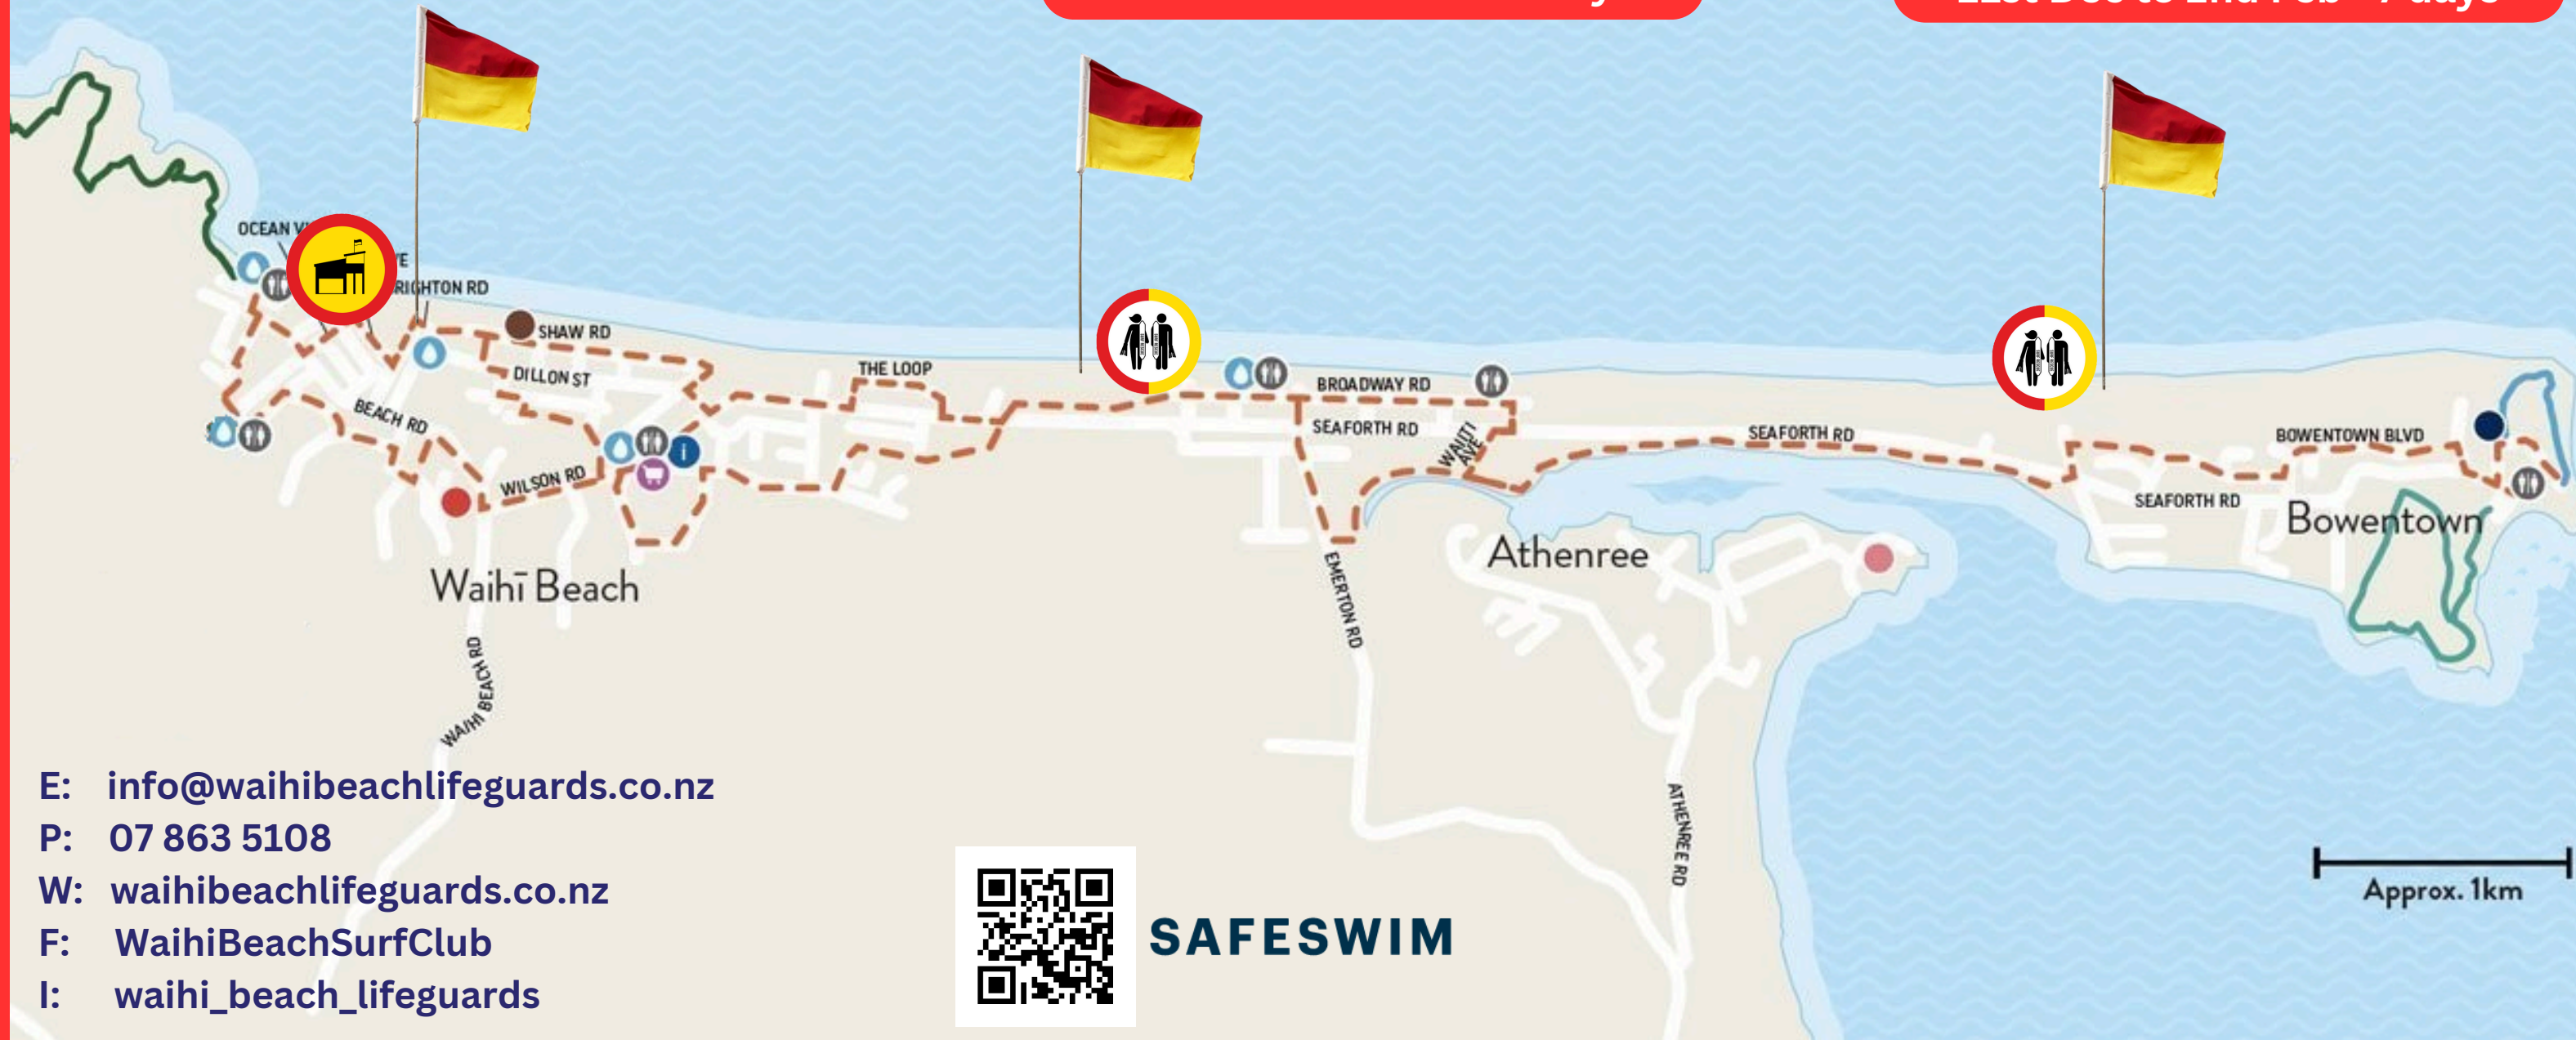 OCEAN V
VE
RIGHTON RD
SHAW RD
DILLON ST
BEACH RD
WILSON RD
THE LOOP
BROADWAY RD
SEAFORTH RD
WAIITI
AVE
SEAFORTH RD
BOWENTOWN BLVD
SEAFORTH RD
Bowentown
Athenree
Waihī Beach
EMERTON RD
WAIHI BEACH RD
ATHENREE RD
Approx. 1km
E: info@waihibeachlifeguards.co.nz
P: 07 863 5108
W: waihibeachlifeguards.co.nz
F: WaihiBeachSurfClub
I: waihi_beach_lifeguards
SAFESWIM